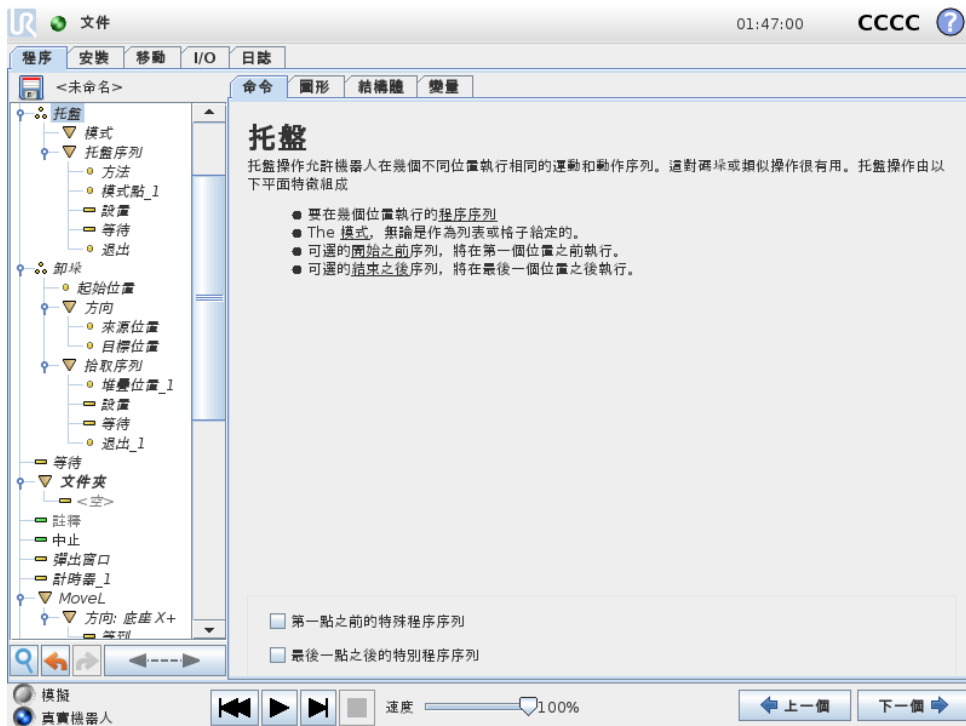 UR 文件 01:47:00 CCCC ?
程序 安裝 移動 I/O 日誌
<未命名>
命令 圖形 結構體 變量
托盤
模式
托盤序列
方法
模式點_1
設置
等待
退出
卸垛
起始位置
方向
來源位置
目標位置
拾取序列
堆疊位置_1
設置
等待
退出_1
等待
文件夾
<空>
註釋
中止
彈出窗口
計時器_1
MoveL
方向: 底座 X+
等到
托盤
托盤操作允許機器人在幾個不同位置執行相同的運動和動作序列。這對碼垛或類似操作很有用。托盤操作由以
下平面特徵組成
要在幾個位置執行的程序序列
The 模式, 無論是作為列表或格子給定的。
可選的開始之前序列, 將在第一個位置之前執行。
可選的結束之後序列, 將在最後一個位置之後執行。
第一點之前的特殊程序序列
最後一點之後的特別程序序列
模擬
真實機器人
速度 100%
上一個 下一個